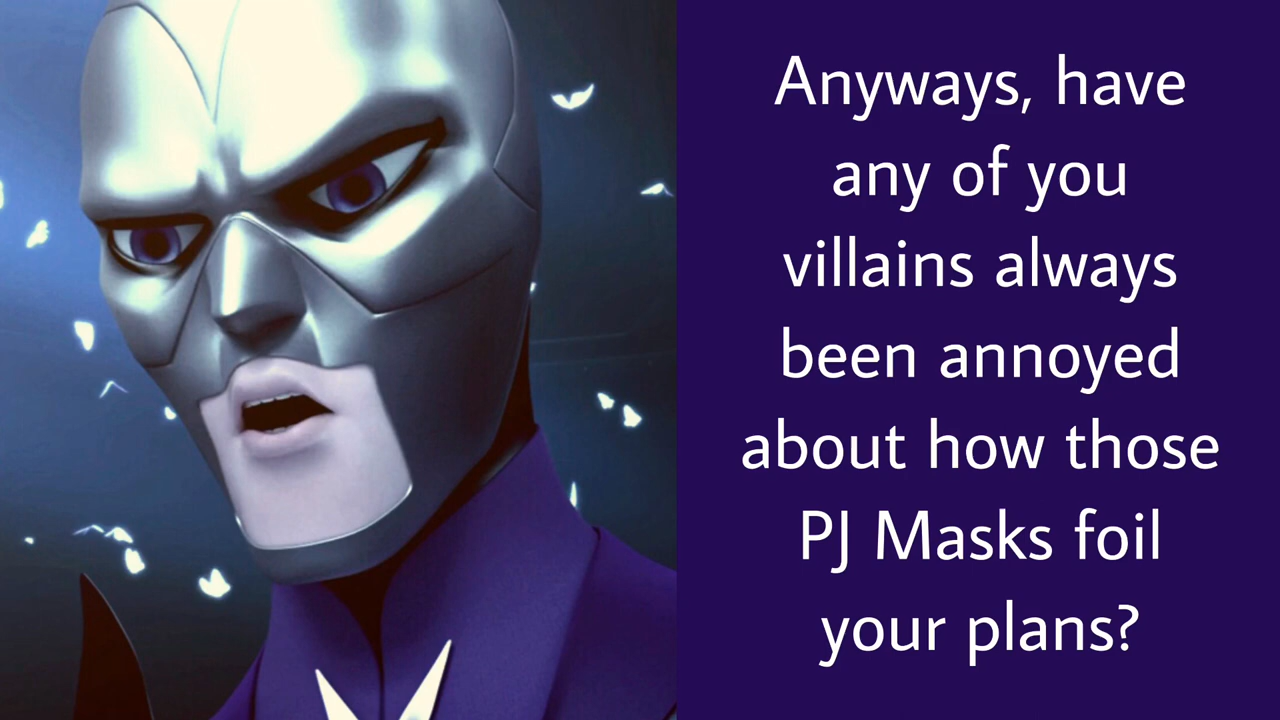 Anyways, have
any of you
villains always
been annoyed
about how those
PJ Masks foil
your plans?